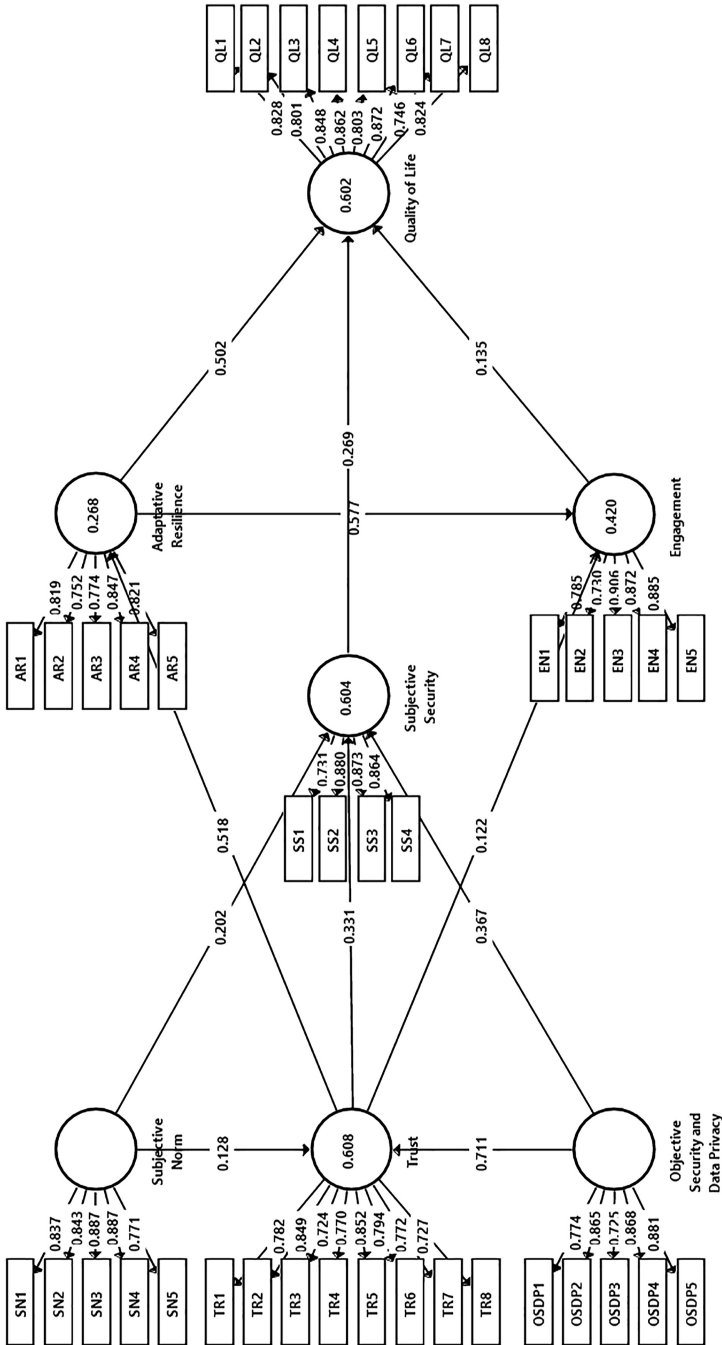 SN1
SN2
SN3
SN4
SN5
0.837
0.843
0.887
0.887
0.771
Subjective
Norm
TR1
TR2
TR3
TR4
TR5
TR6
TR7
TR8
0.782
0.849
0.724
0.770
0.852
0.794
0.772
0.727
0.608
Trust
OSDP1
OSDP2
OSDP3
OSDP4
OSDP5
0.774
0.865
0.725
0.868
0.881
Objective
Security and
Data Privacy
0.128
0.711
0.202
0.331
0.367
0.518
0.122
SS1
SS2
SS3
SS4
0.731
0.880
0.873
0.864
0.604
Subjective
Security
AR1
AR2
AR3
AR4
AR5
0.819
0.752
0.774
0.847
0.821
0.268
Adaptative
Resilience
EN1
EN2
EN3
EN4
EN5
0.785
0.730
0.906
0.872
0.885
0.420
Engagement
0.577
0.269
0.502
0.135
0.602
Quality of Life
0.828
0.801
0.848
0.862
0.803
0.872
0.746
0.824
QL1
QL2
QL3
QL4
QL5
QL6
QL7
QL8